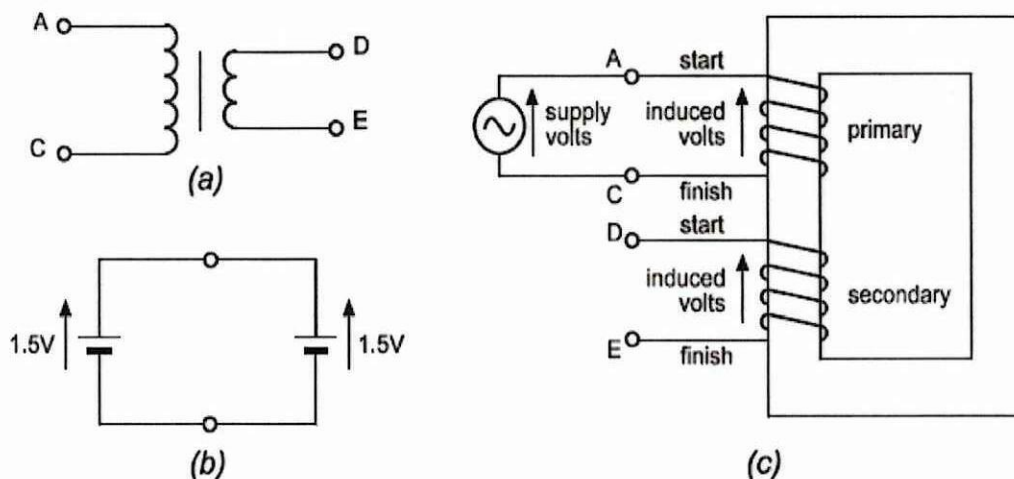 A
D
C
E
(a)
A
start
supply
volts
induced
volts
primary
C
finish
D
start
induced
volts
secondary
E
finish
1.5V
1.5V
(b)
(c)